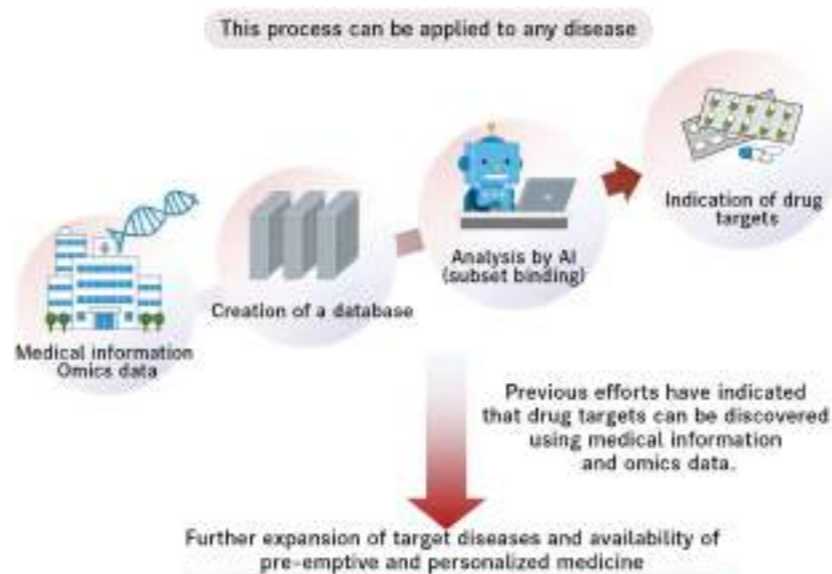 This process can be applied to any disease
Indication of drug
targets
Analysis by AI
(subset binding)
Creation of a database
Medical information
Omics data
Previous efforts have indicated
that drug targets can be discovered
using medical information
and omics data.
Further expansion of target diseases and availability of
pre-emptive and personalized medicine